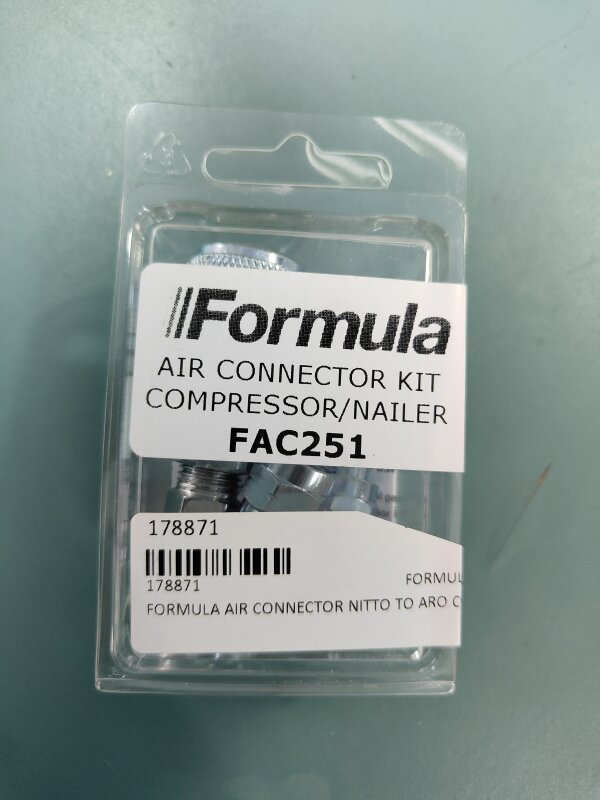 Formula
AIR CONNECTOR KIT
COMPRESSOR/NAILER
FAC251
178871
178871
FORMUL
FORMULA AIR CONNECTOR NITTO TO ARO C